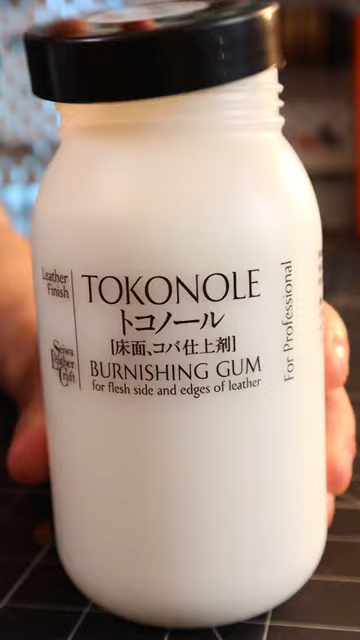 Leather
Finish
Seiwa
Leather
Craft
TOKONOLE
トコノール
[床面、コバ仕上剤]
BURNISHING GUM
for flesh side and edges of leather
For Professional